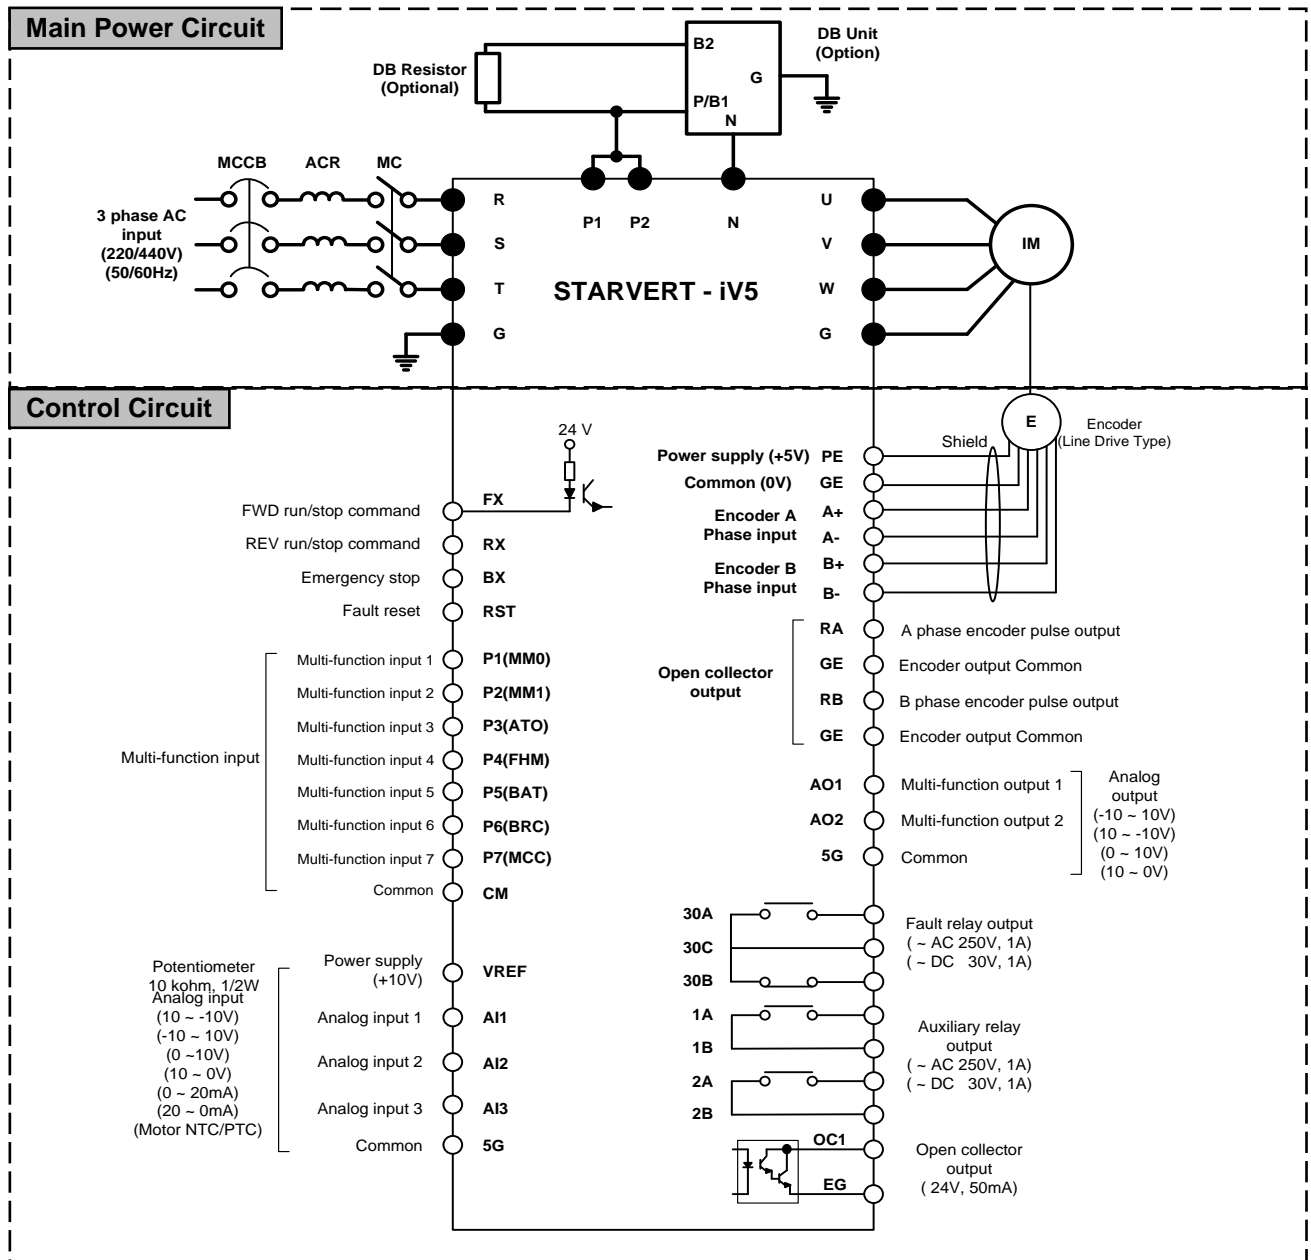 Main Power Circuit
DB Resistor
(Optional)
B2
P/B1
G
N
DB Unit
(Option)
MCCB
ACR
MC
3 phase AC
input
(220/440V)
(50/60Hz)
R
S
T
G
P1
P2
N
STARVERT - iV5
U
V
W
G
IM
Control Circuit
24 V
FWD run/stop command
FX
REV run/stop command
RX
Emergency stop
BX
Fault reset
RST
Multi-function input
Multi-function input 1
P1(MM0)
Multi-function input 2
P2(MM1)
Multi-function input 3
P3(ATO)
Multi-function input 4
P4(FHM)
Multi-function input 5
P5(BAT)
Multi-function input 6
P6(BRC)
Multi-function input 7
P7(MCC)
Common
CM
Potentiometer
10 kohm, 1/2W
Analog input
(10 ~ -10V)
(-10 ~ 10V)
(0 ~10V)
(10 ~ 0V)
(0 ~ 20mA)
(20 ~ 0mA)
(Motor NTC/PTC)
Power supply
(+10V)
VREF
Analog input 1
AI1
Analog input 2
AI2
Analog input 3
AI3
Common
5G
E
Encoder
(Line Drive Type)
Shield
Power supply (+5V)
PE
Common (0V)
GE
Encoder A
Phase input
A+
A-
Encoder B
Phase input
B+
B-
Open collector
output
RA
A phase encoder pulse output
GE
Encoder output Common
RB
B phase encoder pulse output
GE
Encoder output Common
AO1
Multi-function output 1
AO2
Multi-function output 2
5G
Common
Analog
output
(-10 ~ 10V)
(10 ~ -10V)
(0 ~ 10V)
(10 ~ 0V)
30A
30C
30B
Fault relay output
( ~ AC 250V, 1A)
( ~ DC 30V, 1A)
1A
1B
2A
2B
Auxiliary relay
output
( ~ AC 250V, 1A)
( ~ DC 30V, 1A)
OC1
EG
Open collector
output
( 24V, 50mA)